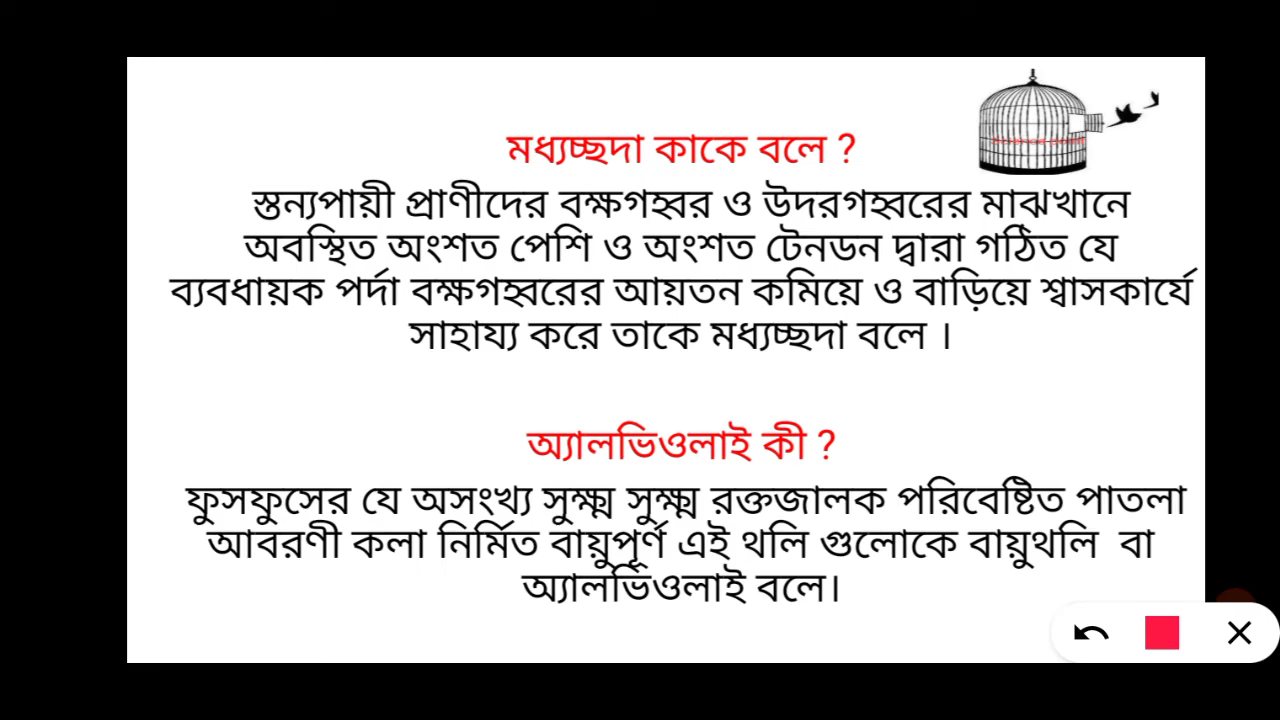 মধ্যচ্ছদা কাকে বলে ?
স্তন্যপায়ী প্রাণীদের বক্ষগহ্বর ও উদরগহ্বরের মাঝখানে
অবস্থিত অংশত পেশি ও অংশত টেনডন দ্বারা গঠিত যে
ব্যবধায়ক পর্দা বক্ষগহ্বরের আয়তন কমিয়ে ও বাড়িয়ে শ্বাসকার্যে
সাহায্য করে তাকে মধ্যচ্ছদা বলে ।
অ্যালভিওলাই কী ?
ফুসফুসের যে অসংখ্য সুক্ষ্ম সুক্ষ্ম রক্তজালক পরিবেষ্টিত পাতলা
আবরণী কলা নির্মিত বায়ুপূর্ণ এই থলি গুলোকে বায়ুথলি বা
অ্যালর্ভিওলাই বলে।